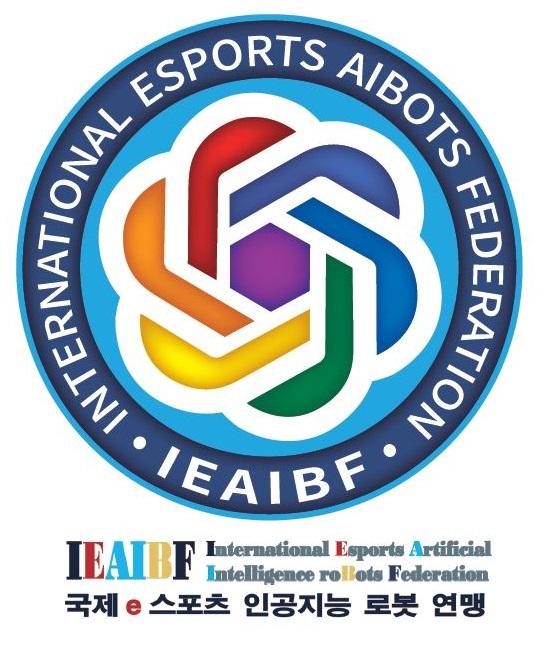 INTERNATIONAL ESPORTS AIBOTS FEDERATION
• IEAIBF •
IEAIBF International Esports Artificial
Intelligence roBots Federation
국제 e 스포츠 인공지능 로봇 연맹